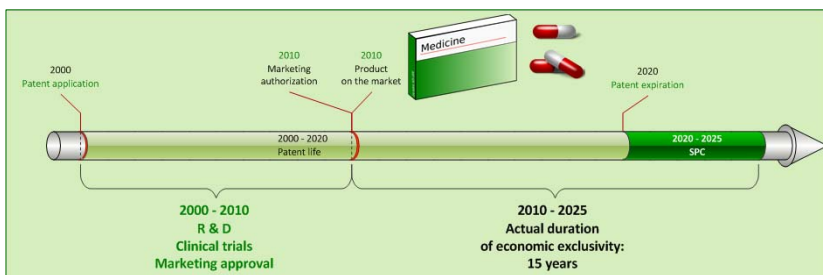 2000
Patent application
2010
Marketing
authorization
2010
Product
on the market
Medicine
2020
Patent expiration
2000 - 2020
Patent life
2020 - 2025
SPC
2000 - 2010
R & D
Clinical trials
Marketing approval
2010 - 2025
Actual duration
of economic exclusivity:
15 years